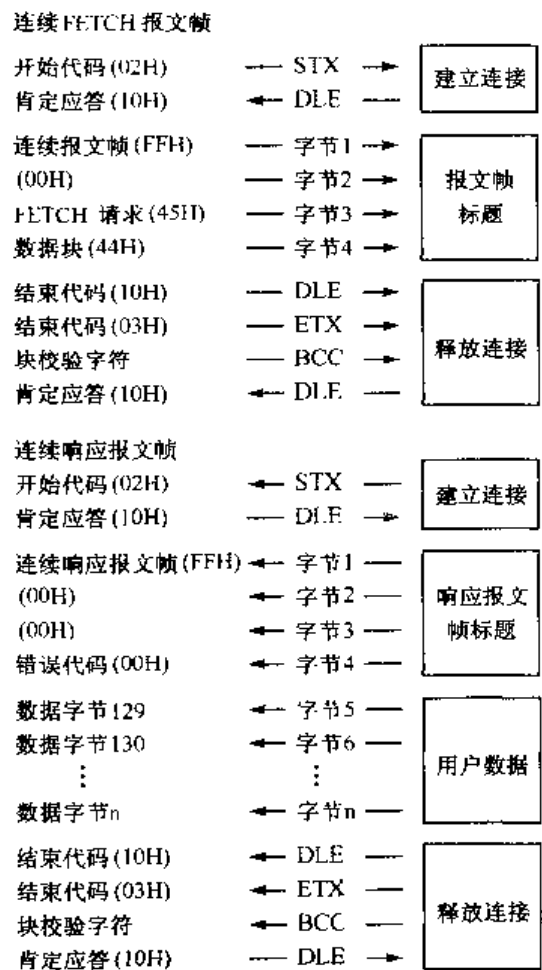 连续FETCH报文帧
开始代码(02H) STX 建立连接
肯定应答(10H) DLE
连续报文帧(FFH) 字节1
(00H) 字节2 报文帧
FETCH 请求(45H) 字节3 标题
数据块(44H) 字节4
结束代码(10H) DLE
结束代码(03H) ETX 释放连接
块校验字符 BCC
肯定应答(10H) DLE
连续响应报文帧
开始代码(02H) STX 建立连接
肯定应答(10H) DLE
连续响应报文帧(FFH) 字节1
(00H) 字节2 响应报文
(00H) 字节3 帧标题
错误代码(00H) 字节4
数据字节129 字节5
数据字节130 字节6 用户数据
⋮ ⋮
数据字节n 字节n
结束代码(10H) DLE
结束代码(03H) ETX 释放连接
块校验字符 BCC
肯定应答(10H) DLE